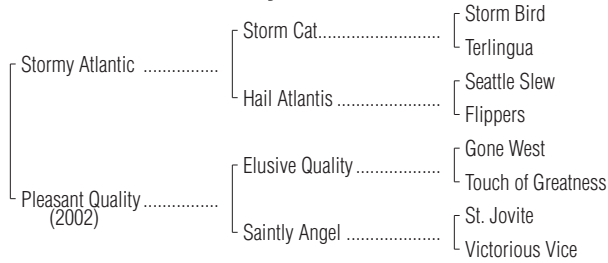 Storm Bird
Storm Cat........................
Terlingua
Stormy Atlantic ...............
Seattle Slew
Hail Atlantis ....................
Flippers
Gone West
Elusive Quality .................
Touch of Greatness
Pleasant Quality ...............
(2002)
St. Jovite
Saintly Angel ...................
Victorious Vice